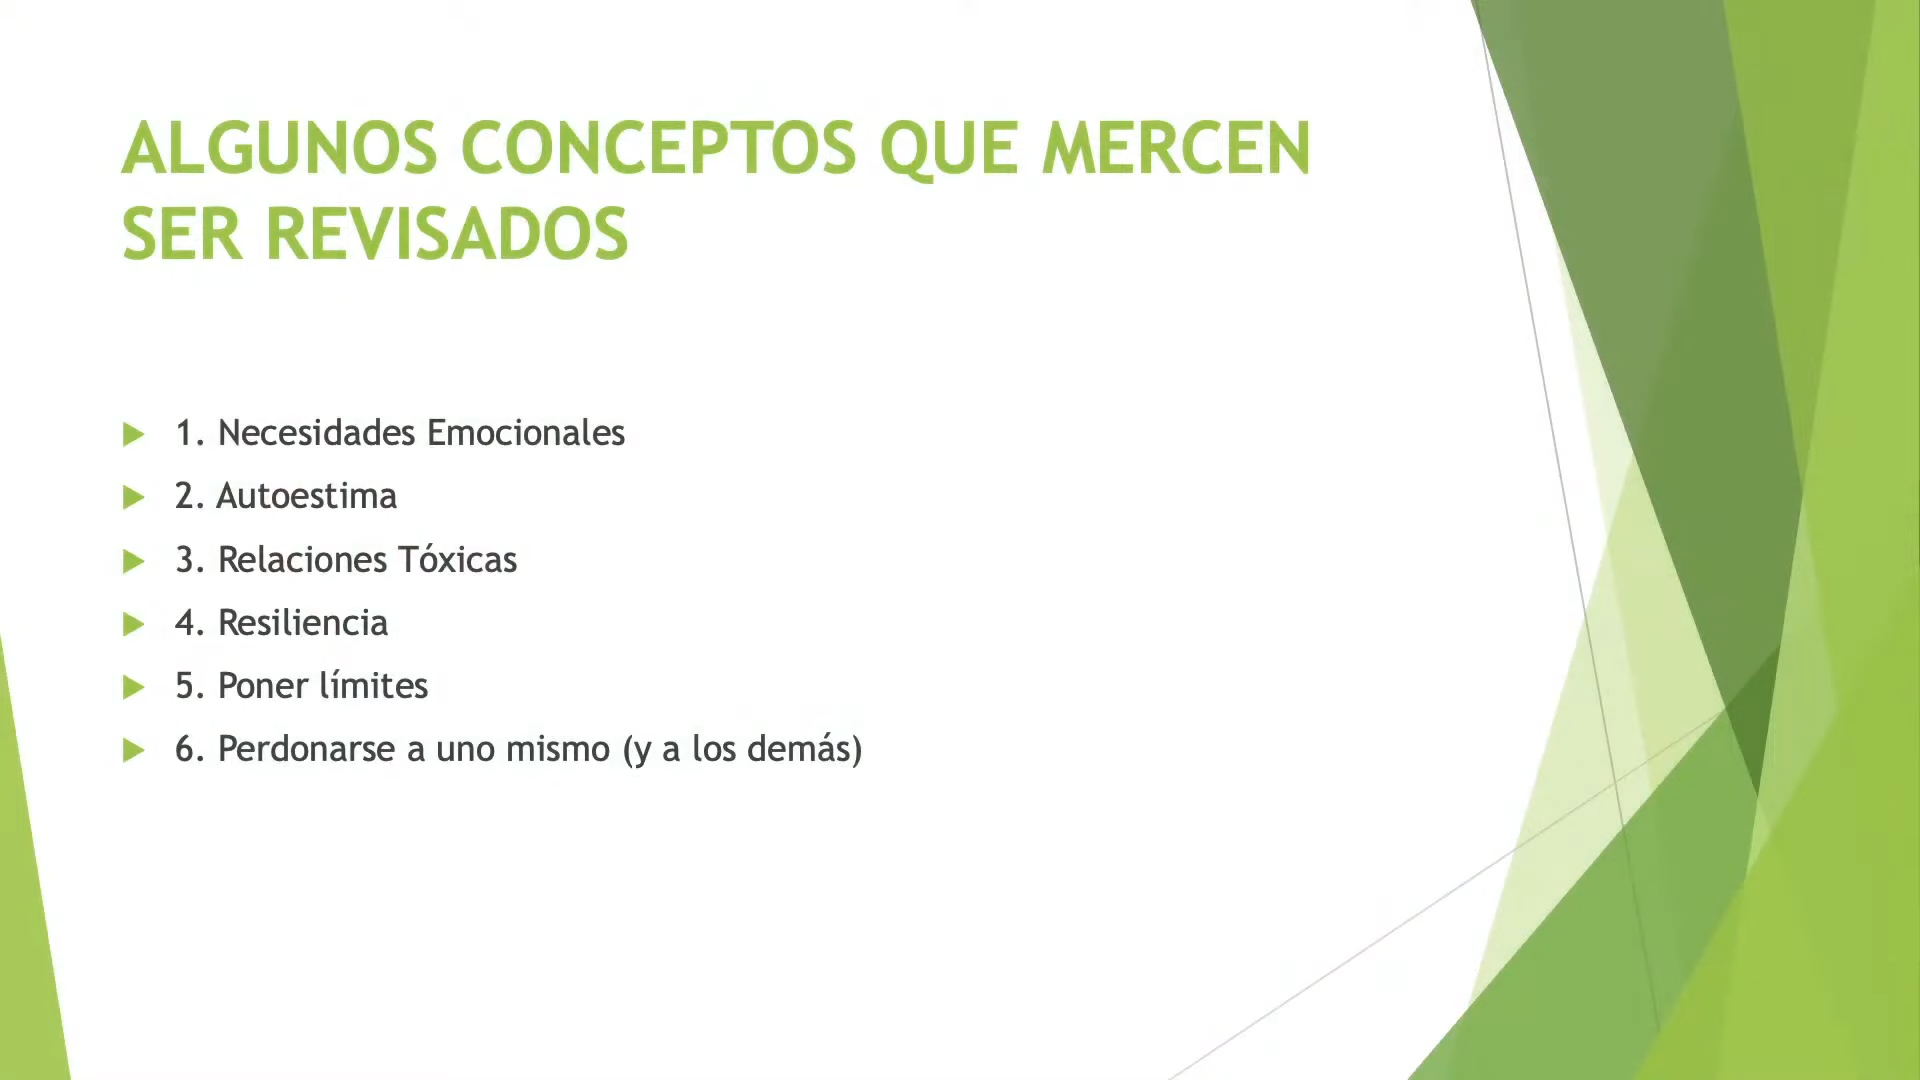 ALGUNOS CONCEPTOS QUE MERCEN
SER REVISADOS
1. Necesidades Emocionales
2. Autoestima
3. Relaciones Tóxicas
4. Resiliencia
5. Poner límites
6. Perdonarse a uno mismo (y a los demás)